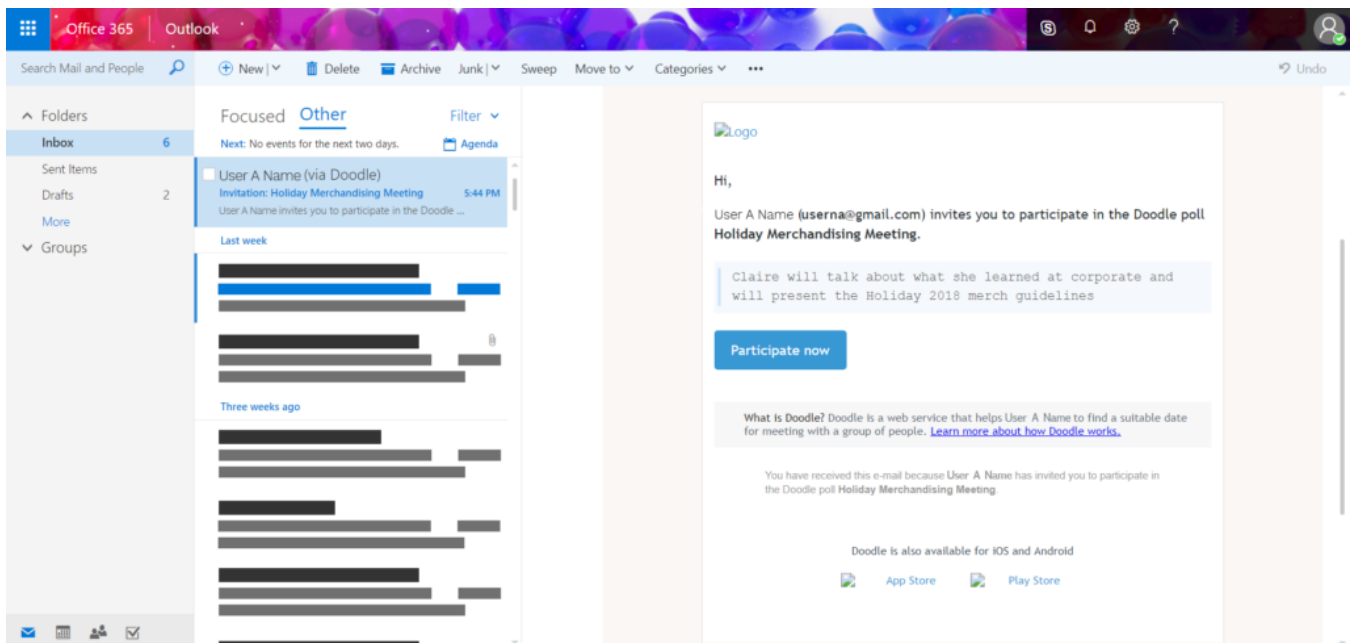 Office 365
Outlook
Search Mail and People
New
Delete
Archive
Junk
Sweep
Move to
Categories
Undo
Folders
Inbox 6
Sent Items
Drafts 2
More
Groups
Focused Other Filter
Next: No events for the next two days. Agenda
User A Name (via Doodle)
Invitation: Holiday Merchandising Meeting 5:44 PM
User A Name invites you to participate in the Doodle ...
Last week
Three weeks ago
Logo
Hi,
User A Name (userna@gmail.com) invites you to participate in the Doodle poll
Holiday Merchandising Meeting.
Claire will talk about what she learned at corporate and
will present the Holiday 2018 merch guidelines
Participate now
What is Doodle? Doodle is a web service that helps User A Name to find a suitable date
for meeting with a group of people. Learn more about how Doodle works.
You have received this e-mail because User A Name has invited you to participate in
the Doodle poll Holiday Merchandising Meeting.
Doodle is also available for iOS and Android
App Store Play Store